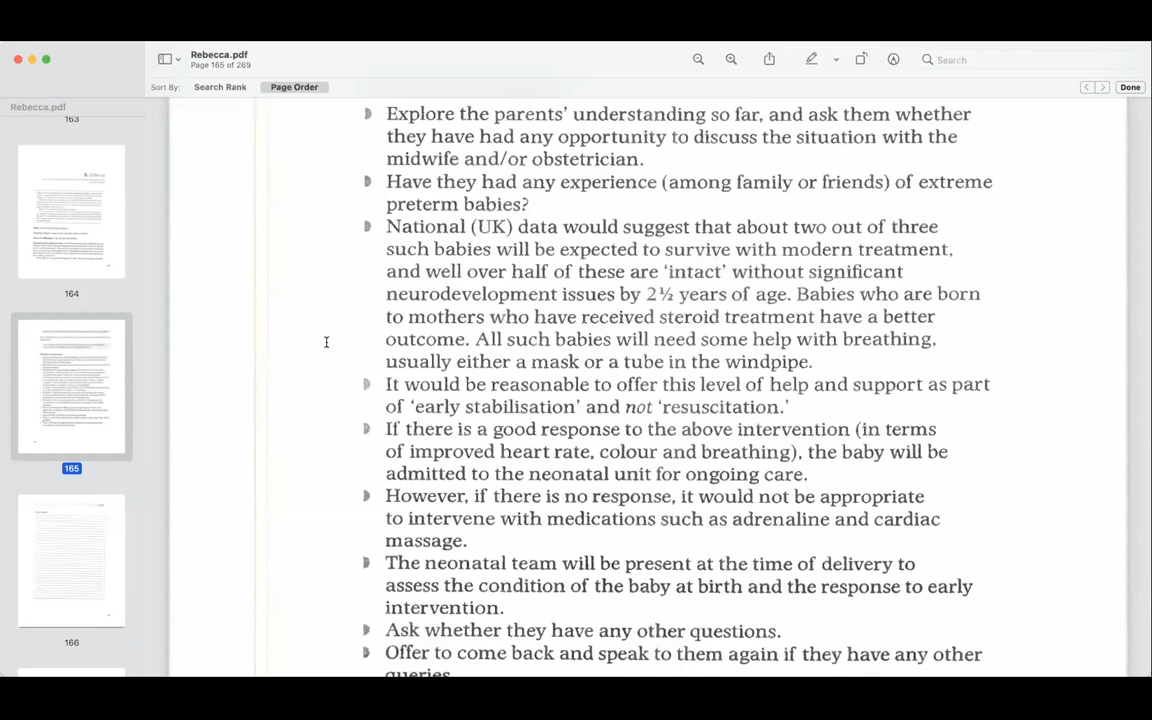 Rebecca.pdf
Page 165 of 269
Search
Sort By:
Search Rank
Page Order
Done
Rebecca.pdf
163
164
165
166
Explore the parents' understanding so far, and ask them whether
they have had any opportunity to discuss the situation with the
midwife and/or obstetrician.
Have they had any experience (among family or friends) of extreme
preterm babies?
National (UK) data would suggest that about two out of three
such babies will be expected to survive with modern treatment,
and well over half of these are 'intact' without significant
neurodevelopment issues by 2½ years of age. Babies who are born
to mothers who have received steroid treatment have a better
outcome. All such babies will need some help with breathing,
usually either a mask or a tube in the windpipe.
It would be reasonable to offer this level of help and support as part
of 'early stabilisation' and not 'resuscitation.'
If there is a good response to the above intervention (in terms
of improved heart rate, colour and breathing), the baby will be
admitted to the neonatal unit for ongoing care.
However, if there is no response, it would not be appropriate
to intervene with medications such as adrenaline and cardiac
massage.
The neonatal team will be present at the time of delivery to
assess the condition of the baby at birth and the response to early
intervention.
Ask whether they have any other questions.
Offer to come back and speak to them again if they have any other
queries.